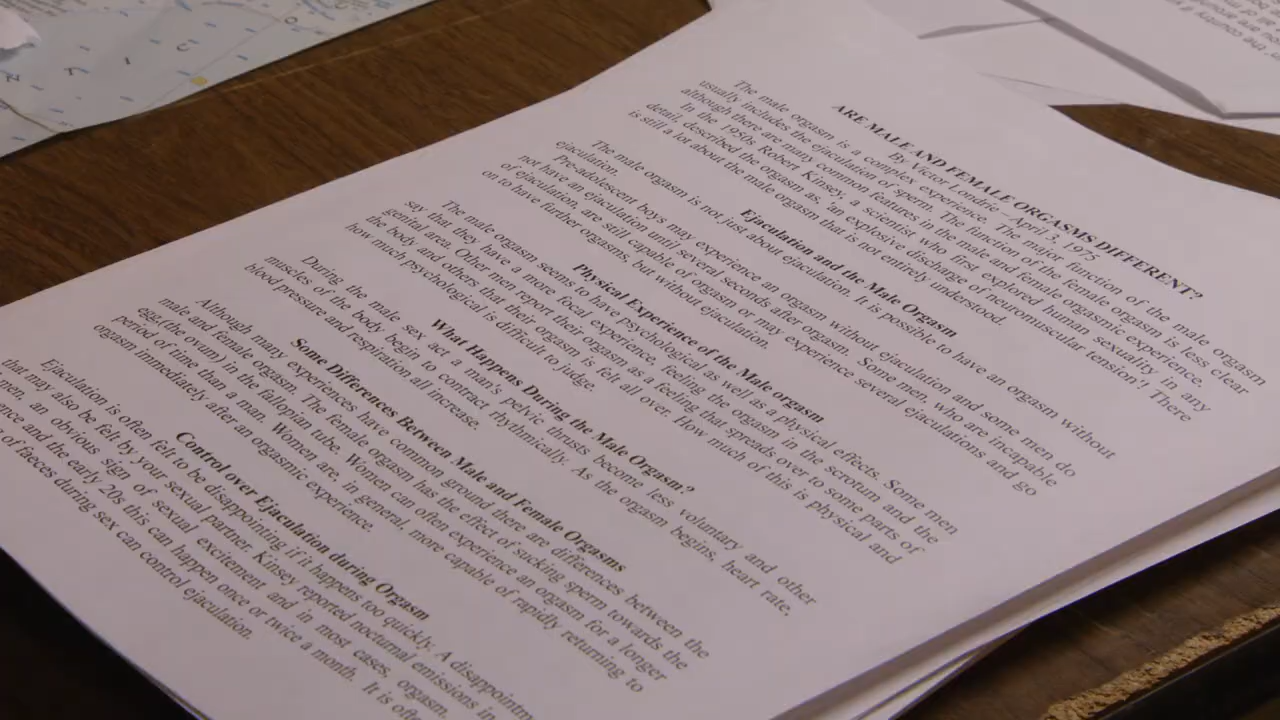 ARE MALE AND FEMALE ORGASMS DIFFERENT?
By Victor Londrie – April 3, 1975
The male orgasm is a complex experience. The major function of the male orgasm
usually includes the ejaculation of sperm. The function of the female orgasm is less clear
although there are many common features in the male and female orgasmic experience.
In the 1950s Robert Kinsey, a scientist who first explored human sexuality in any
detail, described the orgasm as, 'an explosive discharge of neutromuscular tension'! There
is still a lot about the male orgasm that is not entirely understood.
Ejaculation and the Male Orgasm
The male orgasm is not just about ejaculation. It is possible to have an orgasm without
ejaculation.
Pre-adolescent boys may experience an orgasm without ejaculation and some men do
not have an ejaculation until several seconds after orgasm. Some men, who are incapable
of ejaculation, are still capable of orgasm or may experience several ejaculations and go
on to have further orgasms, but without ejaculation.
Physical Experience of the Male orgasm
The male orgasm seems to have psychological as well as a physical effects. Some men
say that they have a more focal experience, feeling the orgasm in the scrotum and the
genital area. Other men report their orgasm as a feeling that spreads over to some parts of
the body and others that their orgasm is felt all over. How much of this is physical and
how much psychological is difficult to judge.
What Happens During the Male Orgasm?
During the male sex act a man's pelvic thrusts become less voluntary and other
muscles of the body begin to contract rhythmically. As the orgasm begins, heart rate,
blood pressure and respiration all increase.
Some Differences Between Male and Female Orgasms
Although many experiences have common ground there are differences between the
male and female orgasm. The female orgasm has the effect of sucking sperm towards the
egg (the ovum) in the fallopian tube. Women can often experience an orgasm for a longer
period of time than a man. Women are, in general, more capable of rapidly returning to
orgasm immediately after an orgasmic experience.
Control over Ejaculation during Orgasm
Ejaculation is often felt to be disappointing if it happens too quickly. A disappointm
that may also be felt by your sexual partner. Kinsey reported nocturnal emissions in
men, an obvious sign of sexual excitement and in most cases, orgasm.
ence and the early 20s this can happen once or twice a month. It is ofte
of faeces during sex can control ejaculation.